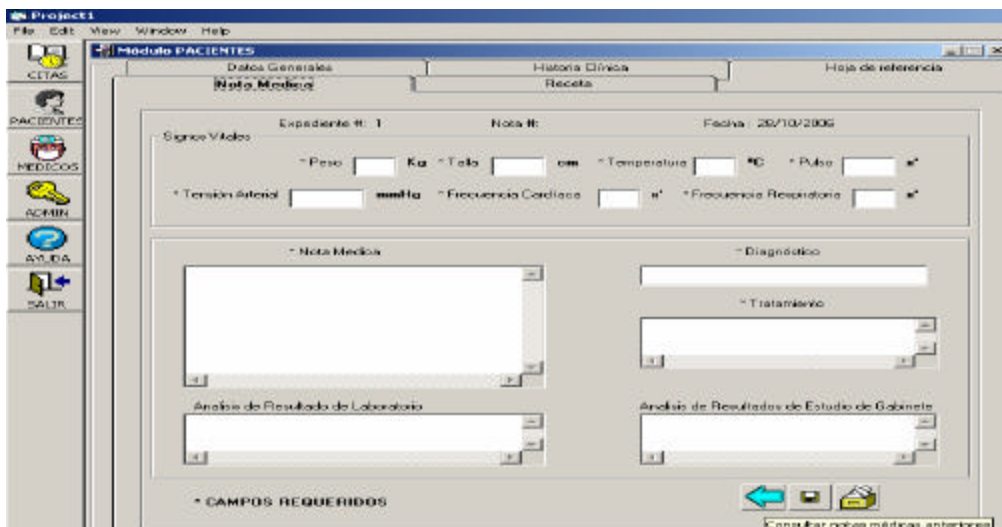 Project1
File Edit View Window Help
Módulo PACIENTES
CITAS
PACIENTES
MEDICOS
ADMIN
AYUDA
SALIR
Datos Generales Historia Clínica Hoja de referencia
Nota Medica Receta
Expediente #: 1 Nota #: Fecha : 28/10/2006
Signos Vitales
* Peso Kg * Talla cm * Temperatura ºC * Pulso x'
* Tensión Arterial mmHg * Frecuencia Cardíaca x' * Frecuencia Respiratoria x'
* Nota Medica * Diagnóstico
* Tratamiento
Analisis de Resultado de Laboratorio Analisis de Resultados de Estudio de Gabinete
* CAMPOS REQUERIDOS
Consultar notas médicas anteriores